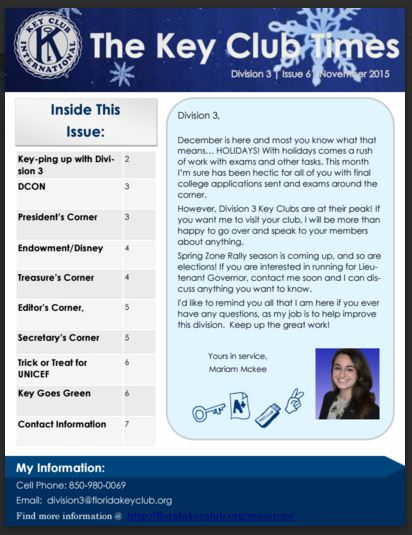 KEY CLUB
INTERNATIONAL
The Key Club Times
Division 3 | Issue 6 | November 2015
Inside This
Issue:
Key-ping up with Divi-
sion 3
2
DCON
3
President's Corner
3
Endowment/Disney
4
Treasure's Corner
4
Editor's Corner,
5
Secretary's Corner
5
Trick or Treat for
UNICEF
6
Key Goes Green
6
Contact Information
7
Division 3,
December is here and most you know what that
means… HOLIDAYS! With holidays comes a rush
of work with exams and other tasks. This month
I'm sure has been hectic for all of you with final
college applications sent and exams around the
corner.
However, Division 3 Key Clubs are at their peak! If
you want me to visit your club, I will be more than
happy to go over and speak to your members
about anything.
Spring Zone Rally season is coming up, and so are
elections! If you are interested in running for Lieu-
tenant Governor, contact me soon and I can dis-
cuss anything you want to know.
I'd like to remind you all that I am here if you ever
have any questions, as my job is to help improve
this division.  Keep up the great work!
Yours in service,
Mariam Mckee
A+
My Information:
Cell Phone: 850-980-0069
Email:  division3@floridakeyclub.org
Find more information @  http://floridakeyclub.org/resources/